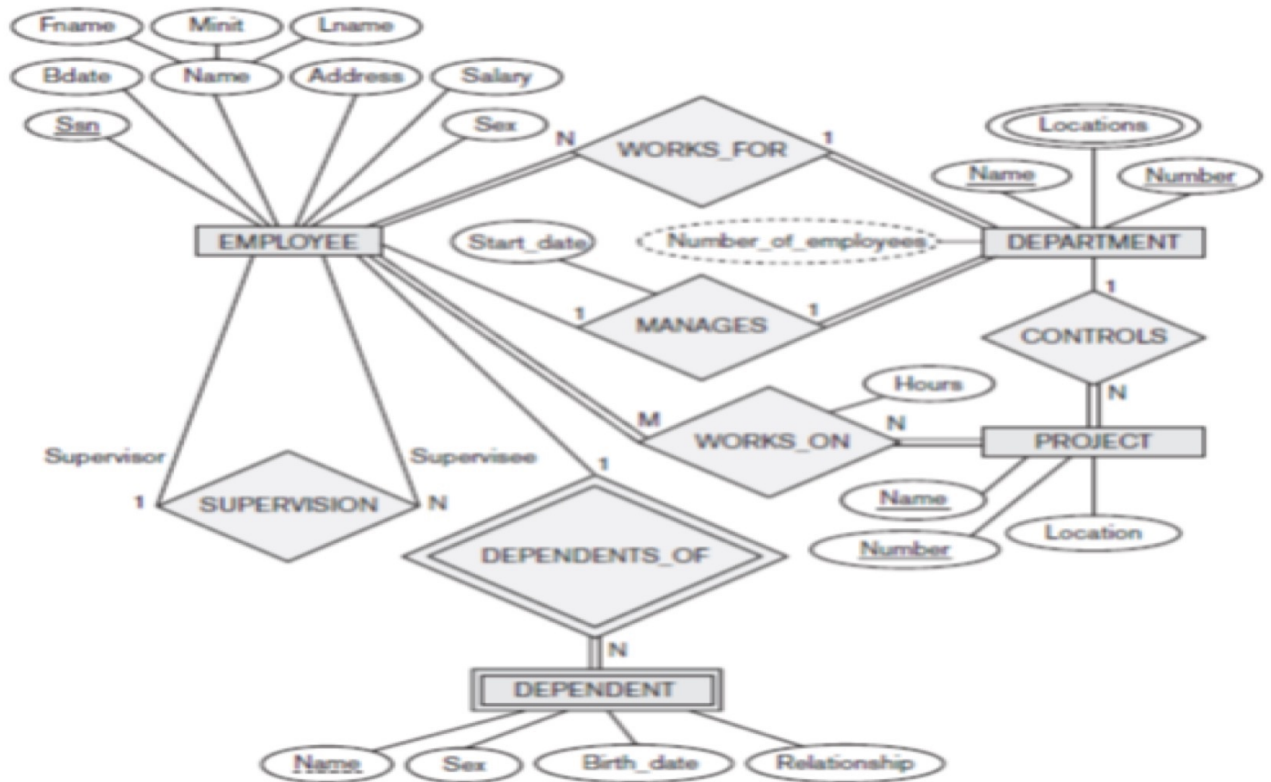 Fname Minit Lname
Bdate Name Address Salary
Ssn Sex
N WORKS_FOR 1
Locations
Name Number
EMPLOYEE Start_date Number_of_employees DEPARTMENT
1 MANAGES 1
1
CONTROLS
N
Hours
M WORKS_ON N PROJECT
Supervisor Supervisee
1 SUPERVISION N
Name
Number Location
1
DEPENDENTS_OF
N
DEPENDENT
Name Sex Birth_date Relationship